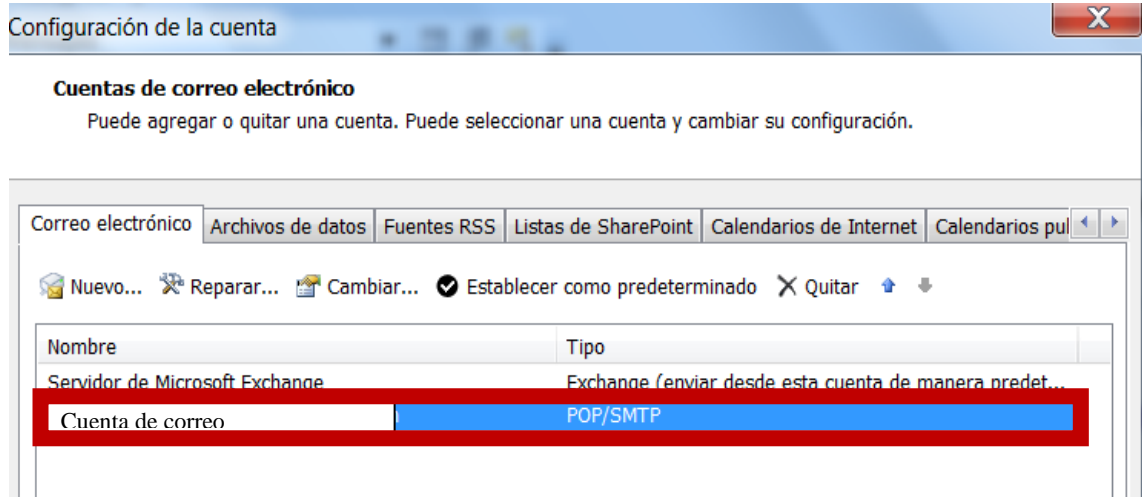 Configuración de la cuenta
X
Cuentas de correo electrónico
Puede agregar o quitar una cuenta. Puede seleccionar una cuenta y cambiar su configuración.
Correo electrónico Archivos de datos Fuentes RSS Listas de SharePoint Calendarios de Internet Calendarios pul
Nuevo... Reparar... Cambiar... Establecer como predeterminado Quitar
Nombre Tipo
Servidor de Microsoft Exchange Exchange (enviar desde esta cuenta de manera predet...
Cuenta de correo POP/SMTP